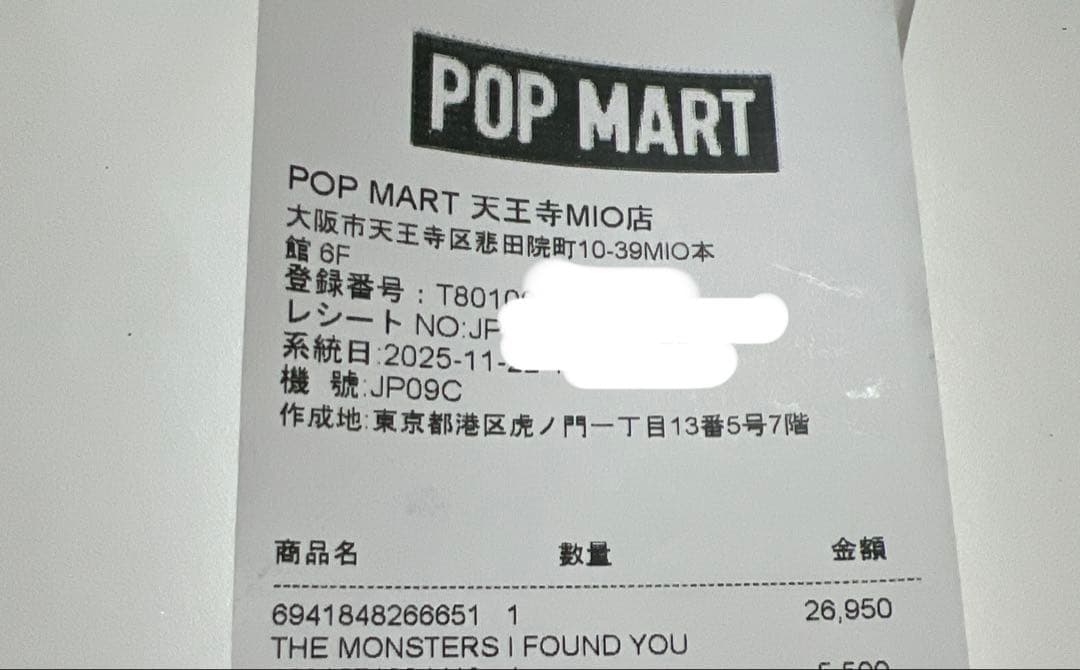 POP MART
POP MART 天王寺MIO店
大阪市天王寺区悲田院町10-39MIO本
館 6F
登録番号：T8010
レシート NO:JP
系統日:2025-11-
機 號:JP09C
作成地:東京都港区虎ノ門一丁目13番5号7階
商品名 數量 金額
6941848266651 1 26,950
THE MONSTERS I FOUND YOU